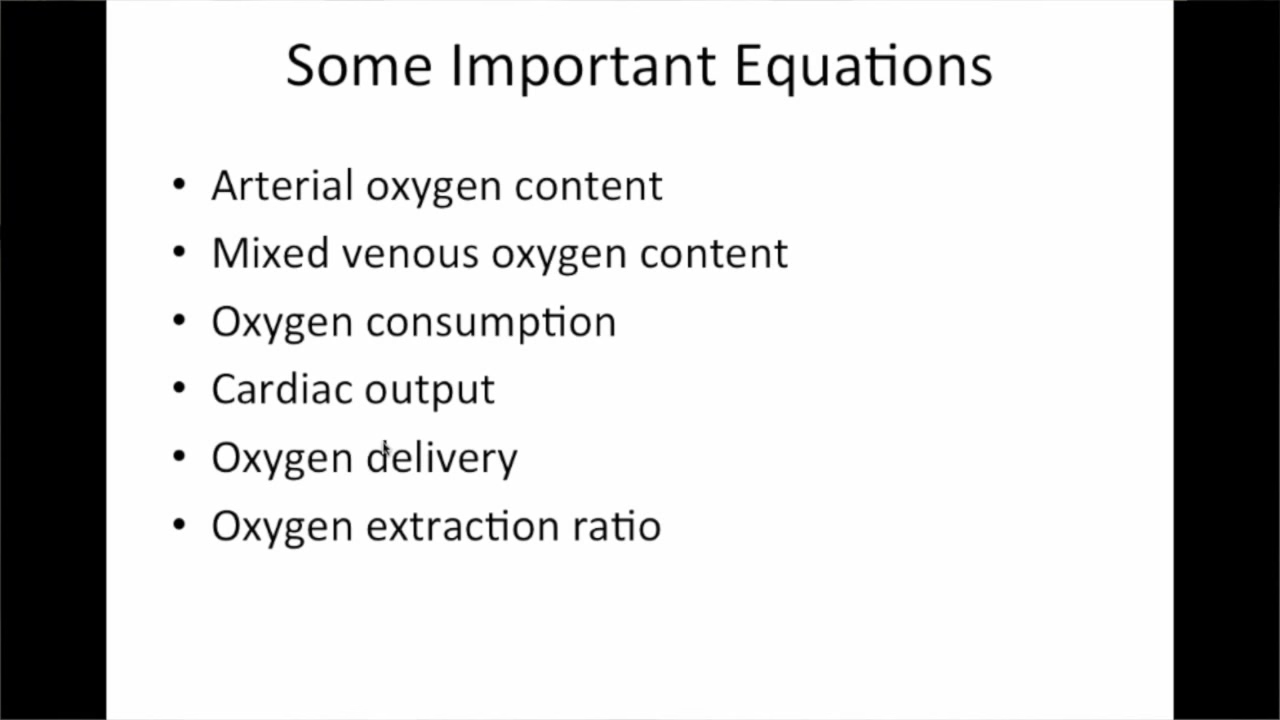 Some Important Equations
• Arterial oxygen content
• Mixed venous oxygen content
• Oxygen consumption
• Cardiac output
• Oxygen delivery
• Oxygen extraction ratio